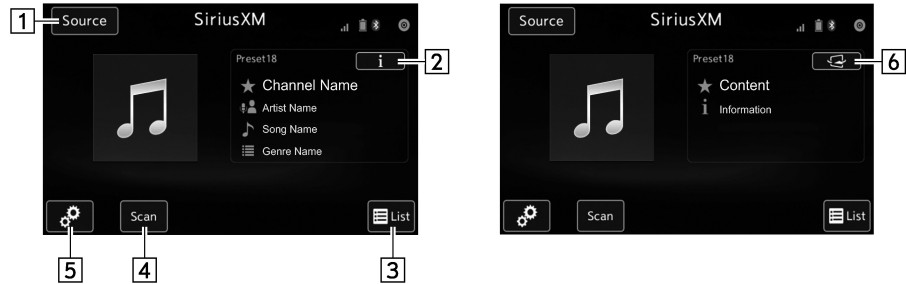 1
Source
SiriusXM
Preset18
i
2
Channel Name
Artist Name
Song Name
Genre Name
Scan
List
5
4
3
Source
SiriusXM
Preset18
6
Content
i
Information
Scan
List